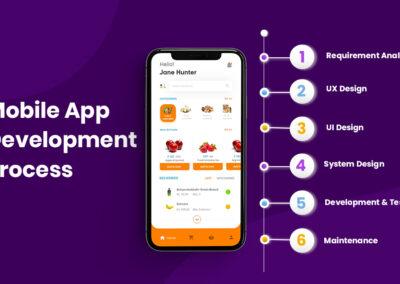 Mobile App
Development
Process
Hello!
Jane Hunter
1
Requirement Anal
2
UX Design
3
UI Design
4
System Design
5
Development & Te
6
Maintenance